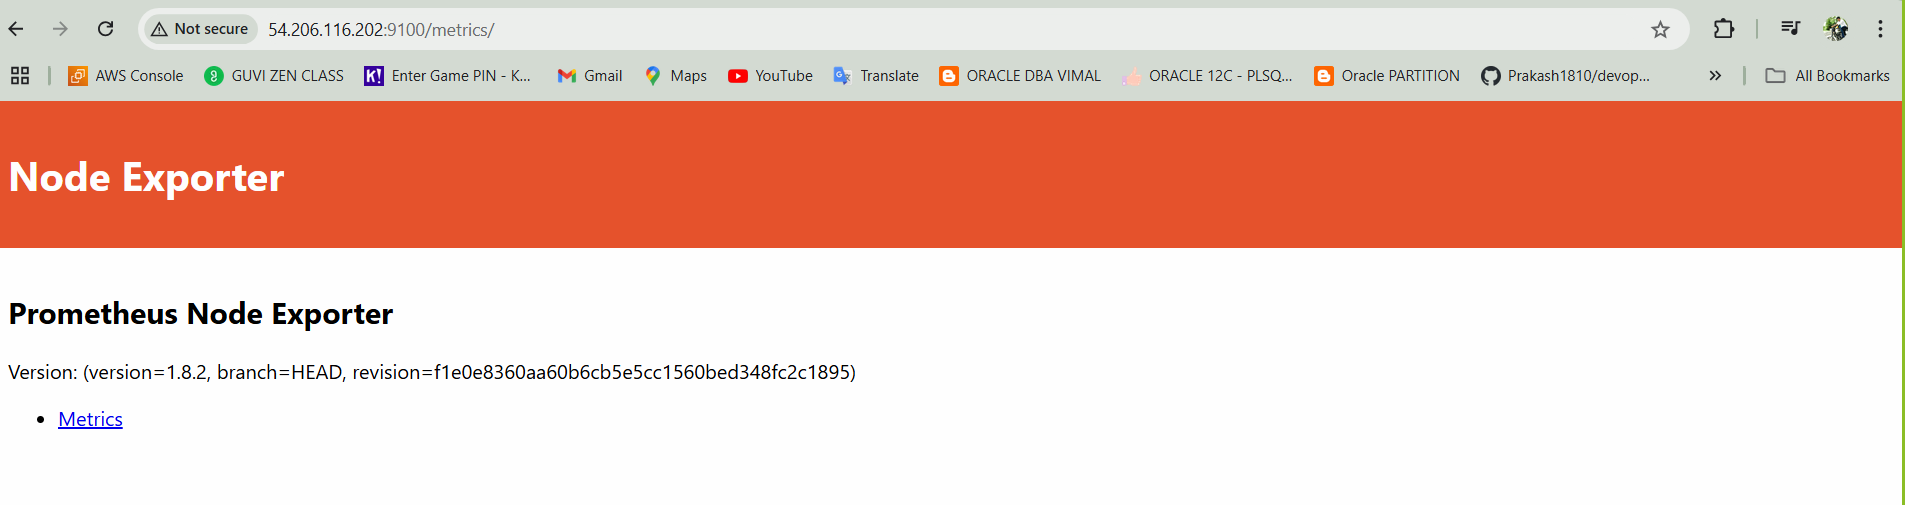 Not secure 54.206.116.202:9100/metrics/
AWS Console GUVI ZEN CLASS K! Enter Game PIN - K... Gmail Maps YouTube Translate ORACLE DBA VIMAL ORACLE 12C - PLSQ... Oracle PARTITION Prakash1810/devop... » All Bookmarks
Node Exporter
Prometheus Node Exporter
Version: (version=1.8.2, branch=HEAD, revision=f1e0e8360aa60b6cb5e5cc1560bed348fc2c1895)
• Metrics